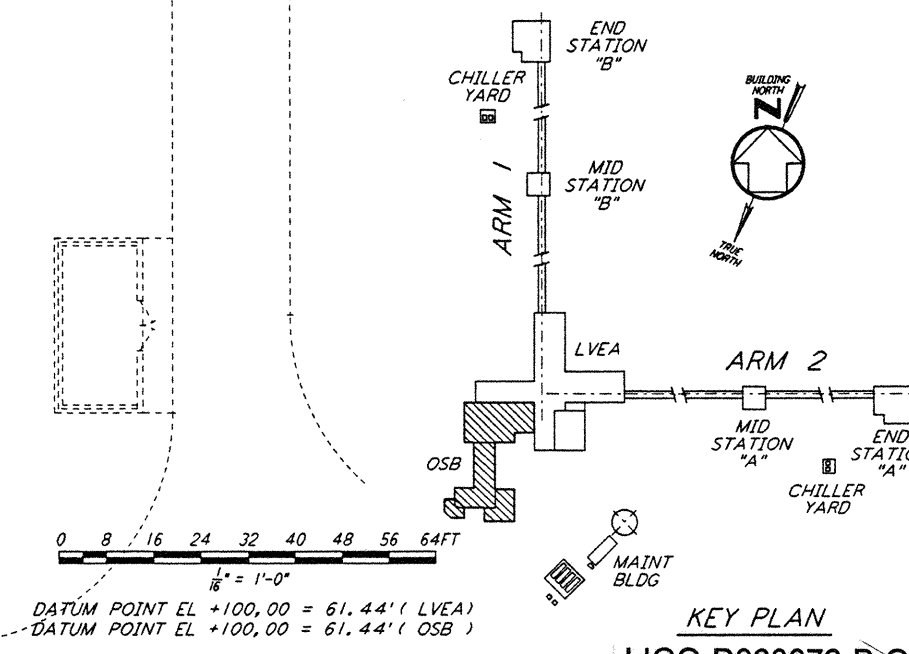 END
STATION
"B"
CHILLER
YARD
BUILDING
NORTH
N
ARM 1
MID
STATION
"B"
TRUE
NORTH
LVEA
ARM 2
MID
STATION
"A"
END
"A"
OSB
CHILLER
YARD
0 8 16 24 32 40 48 56 64FT
1/16" = 1'-0"
MAINT
BLDG
DATUM POINT EL +100,00 = 61.44' ( LVEA)
DATUM POINT EL +100,00 = 61.44' ( OSB )
KEY PLAN